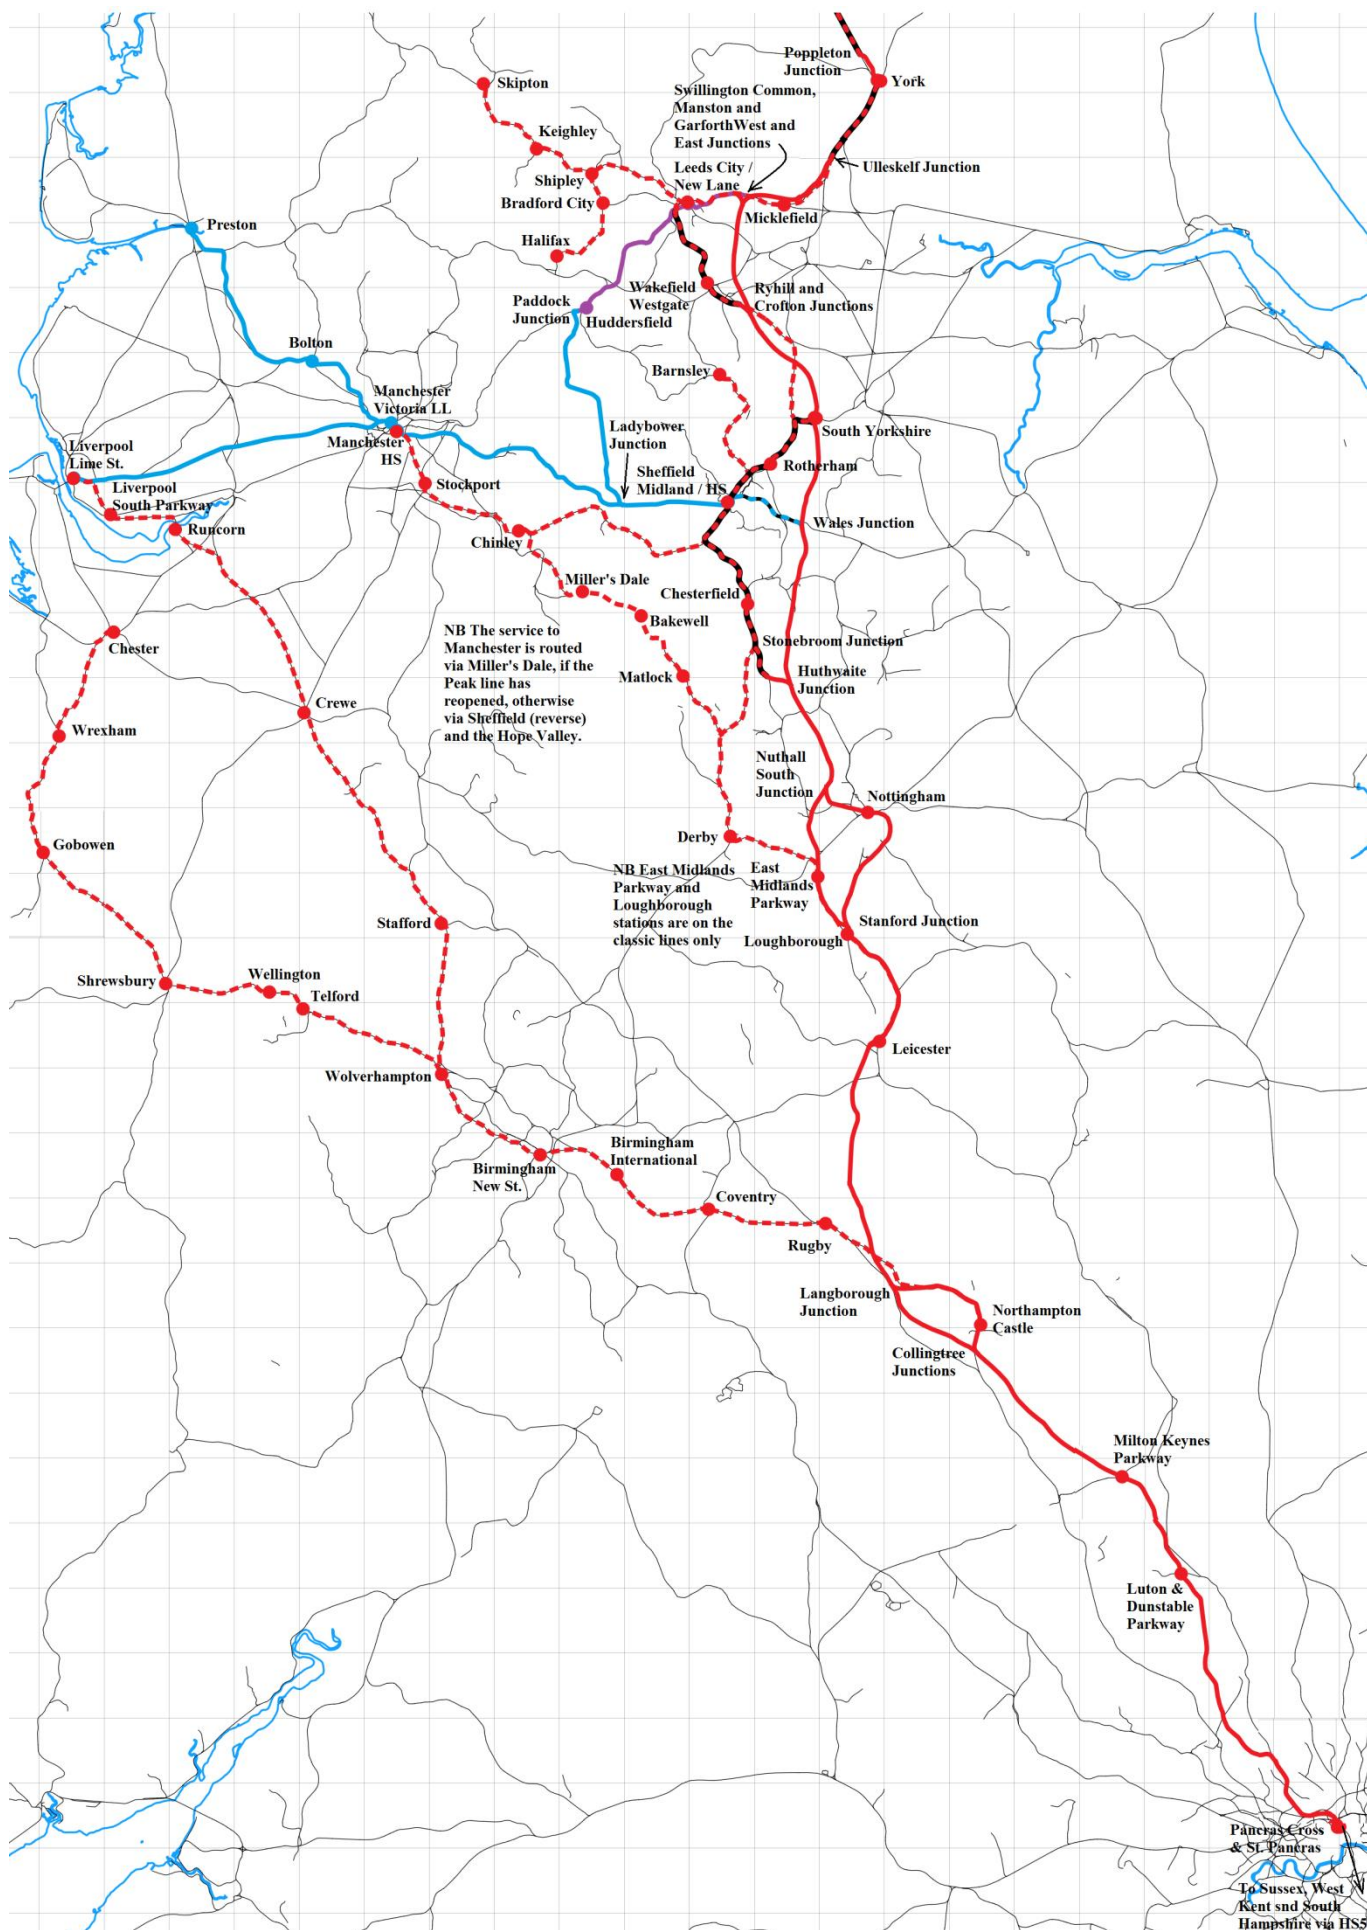 Poppleton
Junction
York
Skipton
Swillington Common,
Manston and
GarforthWest and
East Junctions
Keighley
Ulleskelf Junction
Leeds City /
New Lane
Shipley
Bradford City
Micklefield
Preston
Halifax
Wakefield
Westgate
Ryhill and
Crofton Junctions
Paddock
Junction
Huddersfield
Bolton
Barnsley
Manchester
Victoria LL
Ladybower
Junction
South Yorkshire
Manchester
HS
Liverpool
Lime St.
Sheffield
Midland / HS
Rotherham
Stockport
Liverpool
South Parkway
Runcorn
Wales Junction
Chinley
Miller's Dale
Chesterfield
Bakewell
NB The service to
Manchester is routed
via Miller's Dale, if the
Peak line has
reopened, otherwise
via Sheffield (reverse)
and the Hope Valley.
Stonebroom Junction
Chester
Matlock
Huthwaite
Junction
Crewe
Wrexham
Nuthall
South
Junction
Nottingham
Derby
Gobowen
NB East Midlands
Parkway and
Loughborough
stations are on the
classic lines only
East
Midlands
Parkway
Stafford
Stanford Junction
Loughborough
Shrewsbury
Wellington
Telford
Leicester
Wolverhampton
Birmingham
International
Birmingham
New St.
Coventry
Rugby
Langborough
Junction
Northampton
Castle
Collingtree
Junctions
Milton Keynes
Parkway
Luton &
Dunstable
Parkway
Pancras Cross
& St. Pancras
To Sussex, West
Kent snd South
Hampshire via HS5